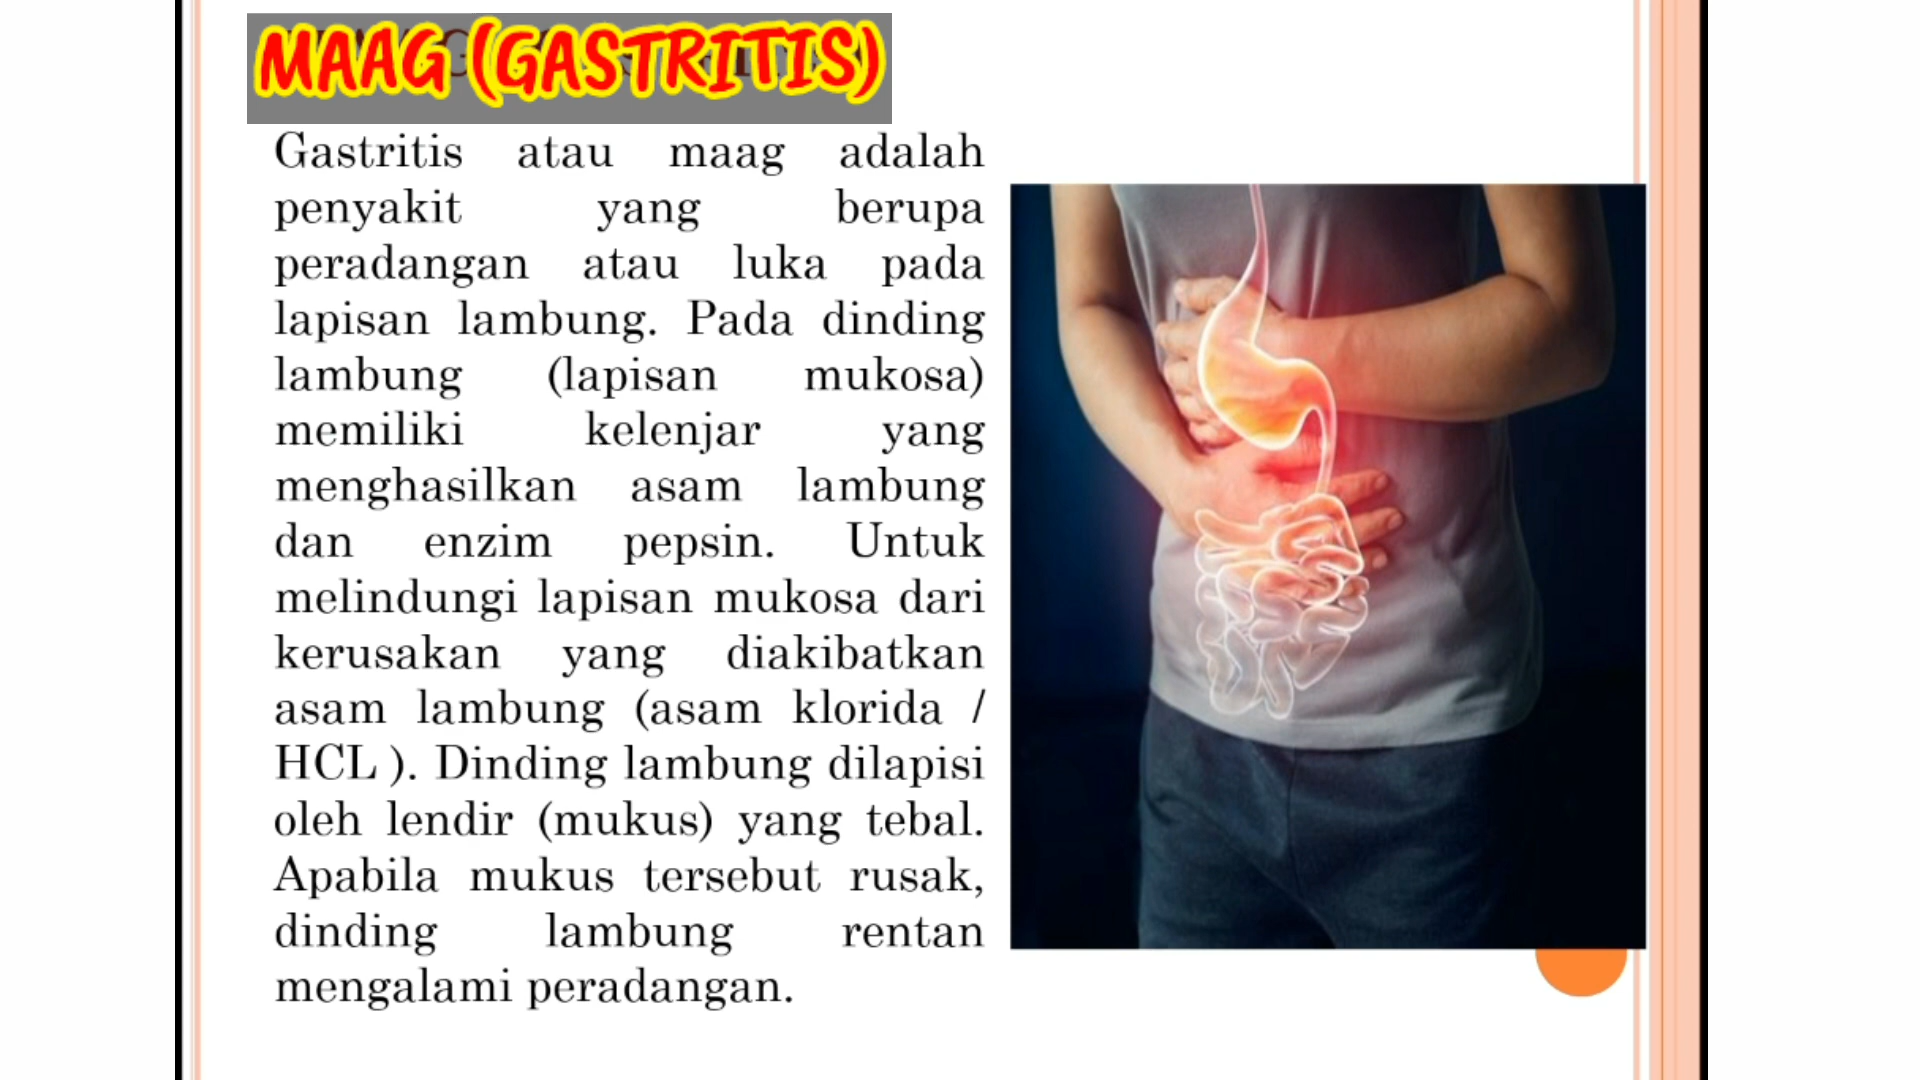 MAAG (GASTRITIS)
Gastritis atau maag adalah
penyakit yang berupa
peradangan atau luka pada
lapisan lambung. Pada dinding
lambung (lapisan mukosa)
memiliki kelenjar yang
menghasilkan asam lambung
dan enzim pepsin. Untuk
melindungi lapisan mukosa dari
kerusakan yang diakibatkan
asam lambung (asam klorida /
HCL ). Dinding lambung dilapisi
oleh lendir (mukus) yang tebal.
Apabila mukus tersebut rusak,
dinding lambung rentan
mengalami peradangan.